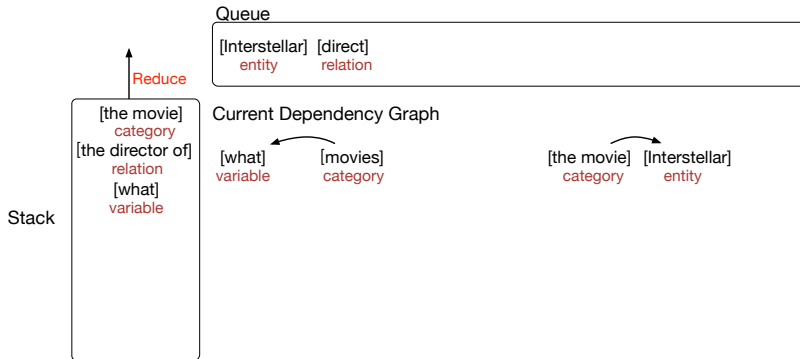 Queue
[Interstellar] [direct]
entity relation
Reduce
[the movie]
category
[the director of]
relation
[what]
variable
Stack
Current Dependency Graph
[what] [movies] [the movie] [Interstellar]
variable category category entity